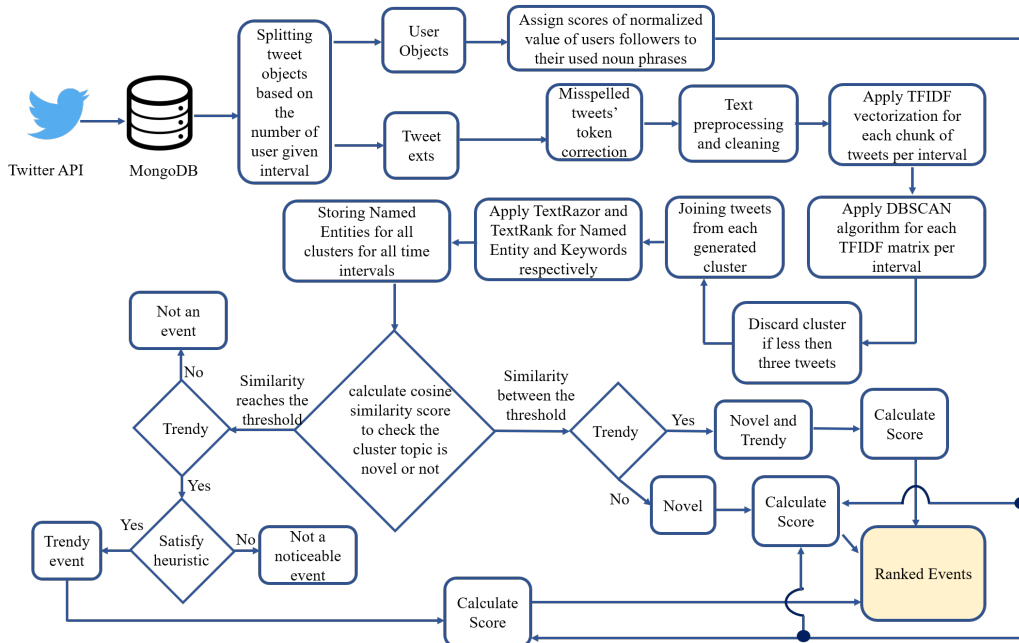 Splitting
tweet
objects
based on
the
number of
user given
interval
User
Objects
Assign scores of normalized
value of users followers to
their used noun phrases
Twitter API
MongoDB
Tweet
exts
Misspelled
tweets'
token
correction
Text
preprocessing
and cleaning
Apply TFIDF
vectorization for
each chunk of
tweets per interval
Storing Named
Entities for all
clusters for all time
intervals
Apply TextRazor and
TextRank for Named
Entity and Keywords
respectively
Joining tweets
from each
generated
cluster
Apply DBSCAN
algorithm for each
TFIDF matrix per
interval
Discard cluster
if less then
three tweets
Not an
event
No
Similarity
reaches the
threshold
Trendy
calculate cosine
similarity score
to check the
cluster topic is
novel or not
Similarity
between the
threshold
Trendy
Yes
Novel and
Trendy
Calculate
Score
No
Novel
Calculate
Score
Yes
Yes
Satisfy
heuristic
No
Trendy
event
Not a
noticeable
event
Ranked Events
Calculate
Score